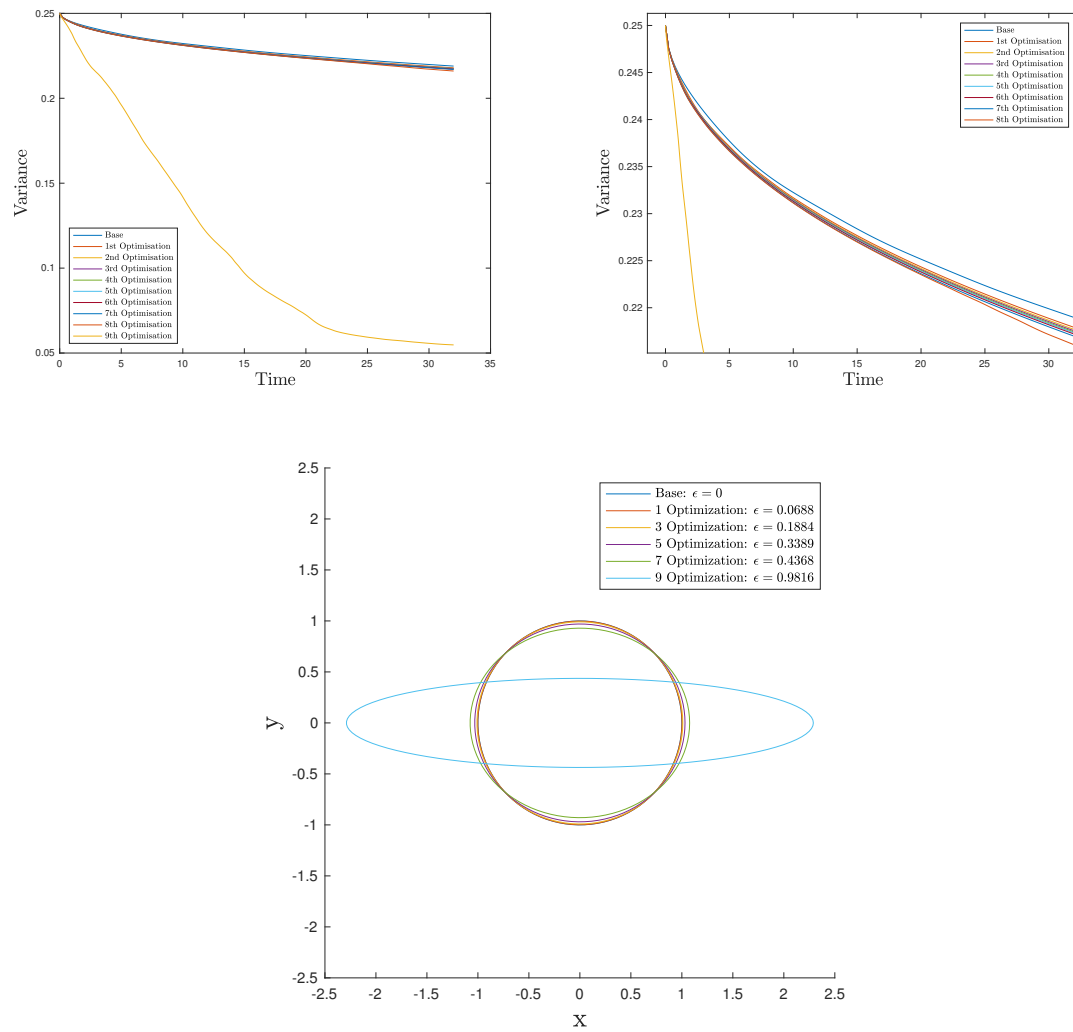 0.25
0.2
0.15
0.1
0.05
Variance
0
5
10
15
20
25
30
35
Time
Base
1st Optimisation
2nd Optimisation
3rd Optimisation
4th Optimisation
5th Optimisation
6th Optimisation
7th Optimisation
8th Optimisation
9th Optimisation
0.25
0.245
0.24
0.235
0.23
0.225
0.22
Variance
0
5
10
15
20
25
30
Time
Base
1st Optimisation
2nd Optimisation
3rd Optimisation
4th Optimisation
5th Optimisation
6th Optimisation
7th Optimisation
8th Optimisation
2.5
2
1.5
1
0.5
0
-0.5
-1
-1.5
-2
-2.5
y
-2.5
-2
-1.5
-1
-0.5
0
0.5
1
1.5
2
2.5
x
Base: ϵ = 0
1 Optimization: ϵ = 0.0688
3 Optimization: ϵ = 0.1884
5 Optimization: ϵ = 0.3389
7 Optimization: ϵ = 0.4368
9 Optimization: ϵ = 0.9816